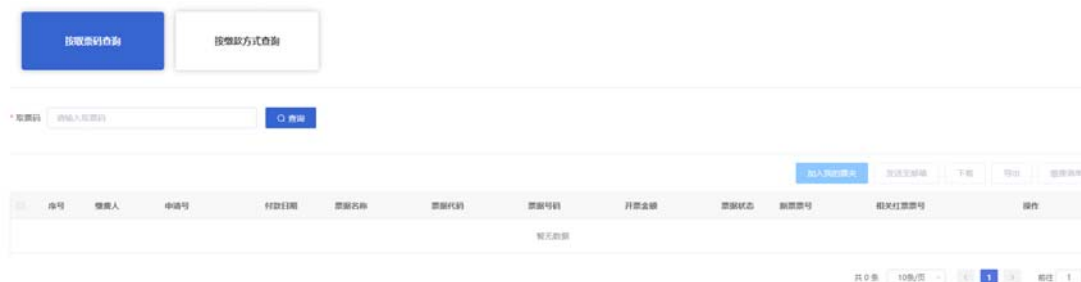 按取票码查询 按缴款方式查询
* 取票码 请输入取票码 查询
加入我的票夹 发送至邮箱 下载 导出
序号 缴费人 申请号 付款日期 票据名称 票据代码 票据号码 开票金额 票据状态 新票票号 相关红票票号 操作
暂无数据
共 0 条 10条/页 1 前往 1